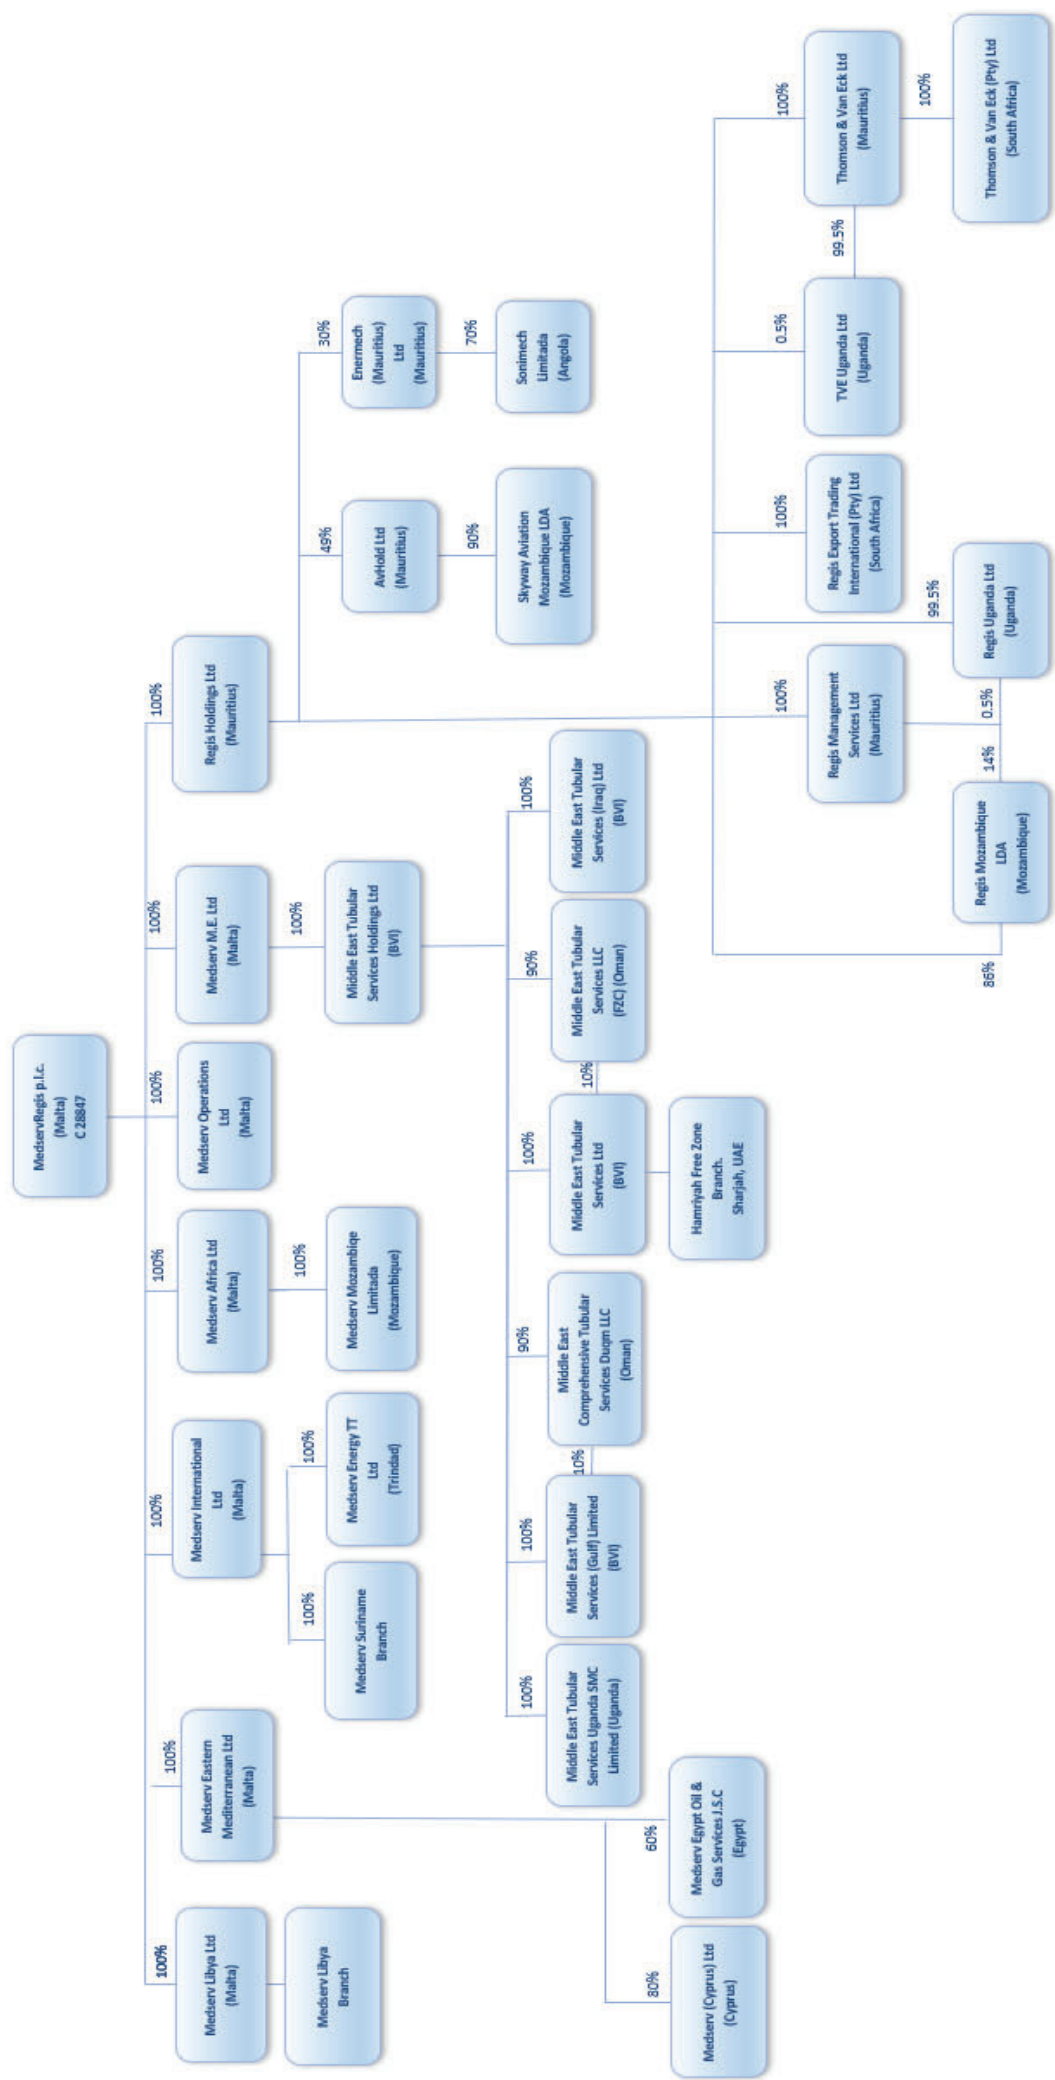 MedservRegis p.l.c.
(Malta)
C 28847
100%
Medserv Libya Ltd
(Malta)
Medserv Libya
Branch
100%
Medserv Eastern
Mediterranean Ltd
(Malta)
80%
Medserv (Cyprus) Ltd
(Cyprus)
60%
Medserv Egypt Oil &
Gas Services J.S.C
(Egypt)
100%
Medserv International
Ltd
(Malta)
100%
Medserv Suriname
Branch
100%
Medserv Energy TT
Ltd
(Trindad)
100%
Medserv Africa Ltd
(Malta)
100%
Medserv Mozambiqe
Limitada
(Mozambique)
100%
Medserv Operations
Ltd
(Malta)
100%
Medserv M.E. Ltd
(Malta)
100%
Middle East Tubular
Services Holdings Ltd
(BVI)
100%
Middle East Tubular
Services Uganda SMC
Limited (Uganda)
100%
Middle East Tubular
Services (Gulf) Limited
(BVI)
10%
90%
Middle East
Comprehensive Tubular
Services Duqm LLC
(Oman)
100%
Middle East Tubular
Services Ltd
(BVI)
Hamriyah Free Zone
Branch.
Sharjah, UAE
10%
90%
Middle East Tubular
Services LLC
(FZC) (Oman)
100%
Middle East Tubular
Services (Iraq) Ltd
(BVI)
100%
Regis Holdings Ltd
(Mauritius)
49%
AvHold Ltd
(Mauritius)
90%
Skyway Aviation
Mozambique LDA
(Mozambique)
30%
Enermech
(Mauritius)
Ltd
(Mauritius)
70%
Sonimech
Limitada
(Angola)
86%
Regis Mozambique
LDA
(Mozambique)
14%
100%
Regis Management
Services Ltd
(Mauritius)
0.5%
99.5%
Regis Uganda Ltd
(Uganda)
100%
Regis Export Trading
International (Pty) Ltd
(South Africa)
0.5%
TVE Uganda Ltd
(Uganda)
99.5%
100%
Thomson & Van Eck Ltd
(Mauritius)
100%
Thomson & Van Eck (Pty) Ltd
(South Africa)